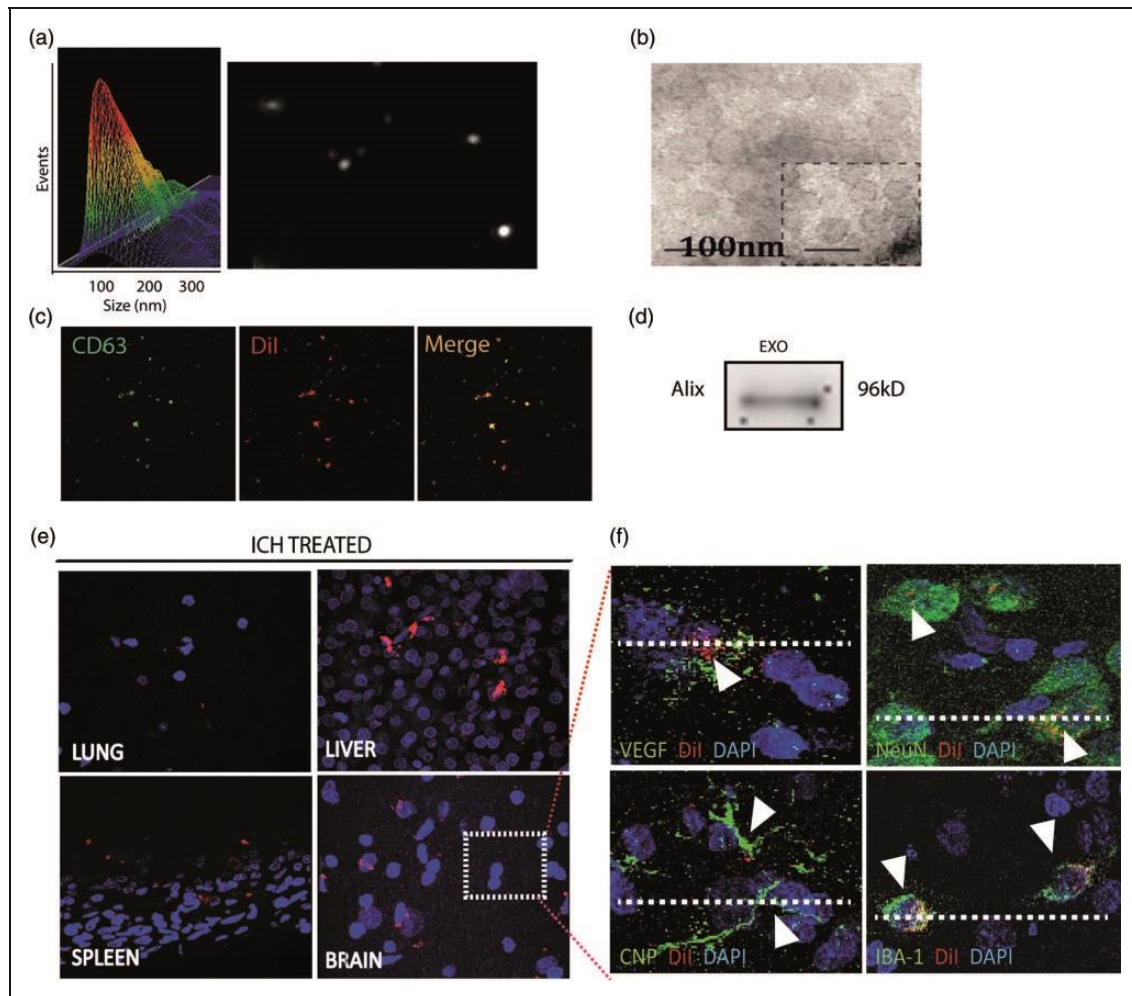 (a)
Events
100 200 300
Size (nm)
(b)
100nm
(c)
CD63
DiI
Merge
(d)
EXO
Alix
96kD
(e)
ICH TREATED
LUNG
LIVER
SPLEEN
BRAIN
(f)
VEGF DiI DAPI
NeuN DiI DAPI
CNP DiI DAPI
IBA-1 DiI DAPI